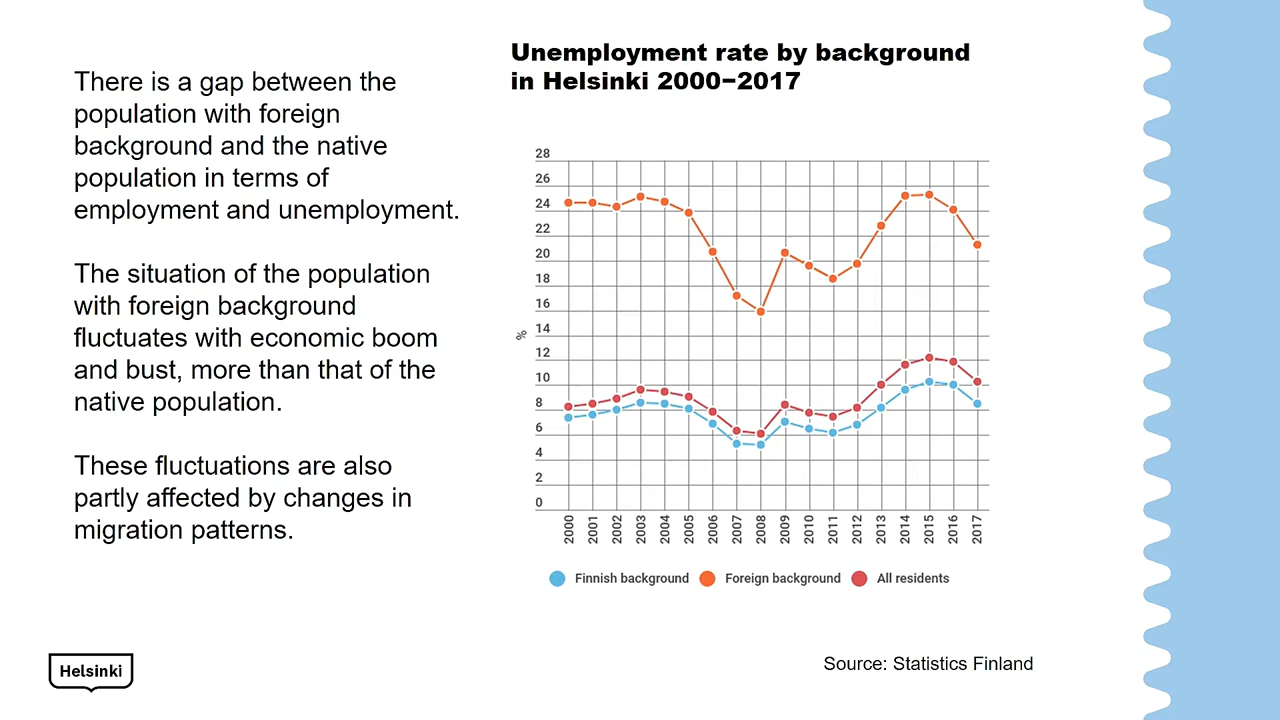 There is a gap between the
population with foreign
background and the native
population in terms of
employment and unemployment.
The situation of the population
with foreign background
fluctuates with economic boom
and bust, more than that of the
native population.
These fluctuations are also
partly affected by changes in
migration patterns.
Unemployment rate by background
in Helsinki 2000−2017
28
26
24
22
20
18
16
14
12
10
8
6
4
2
0
%
2000 2001 2002 2003 2004 2005 2006 2007 2008 2009 2010 2011 2012 2013 2014 2015 2016 2017
Finnish background Foreign background All residents
Helsinki
Source: Statistics Finland